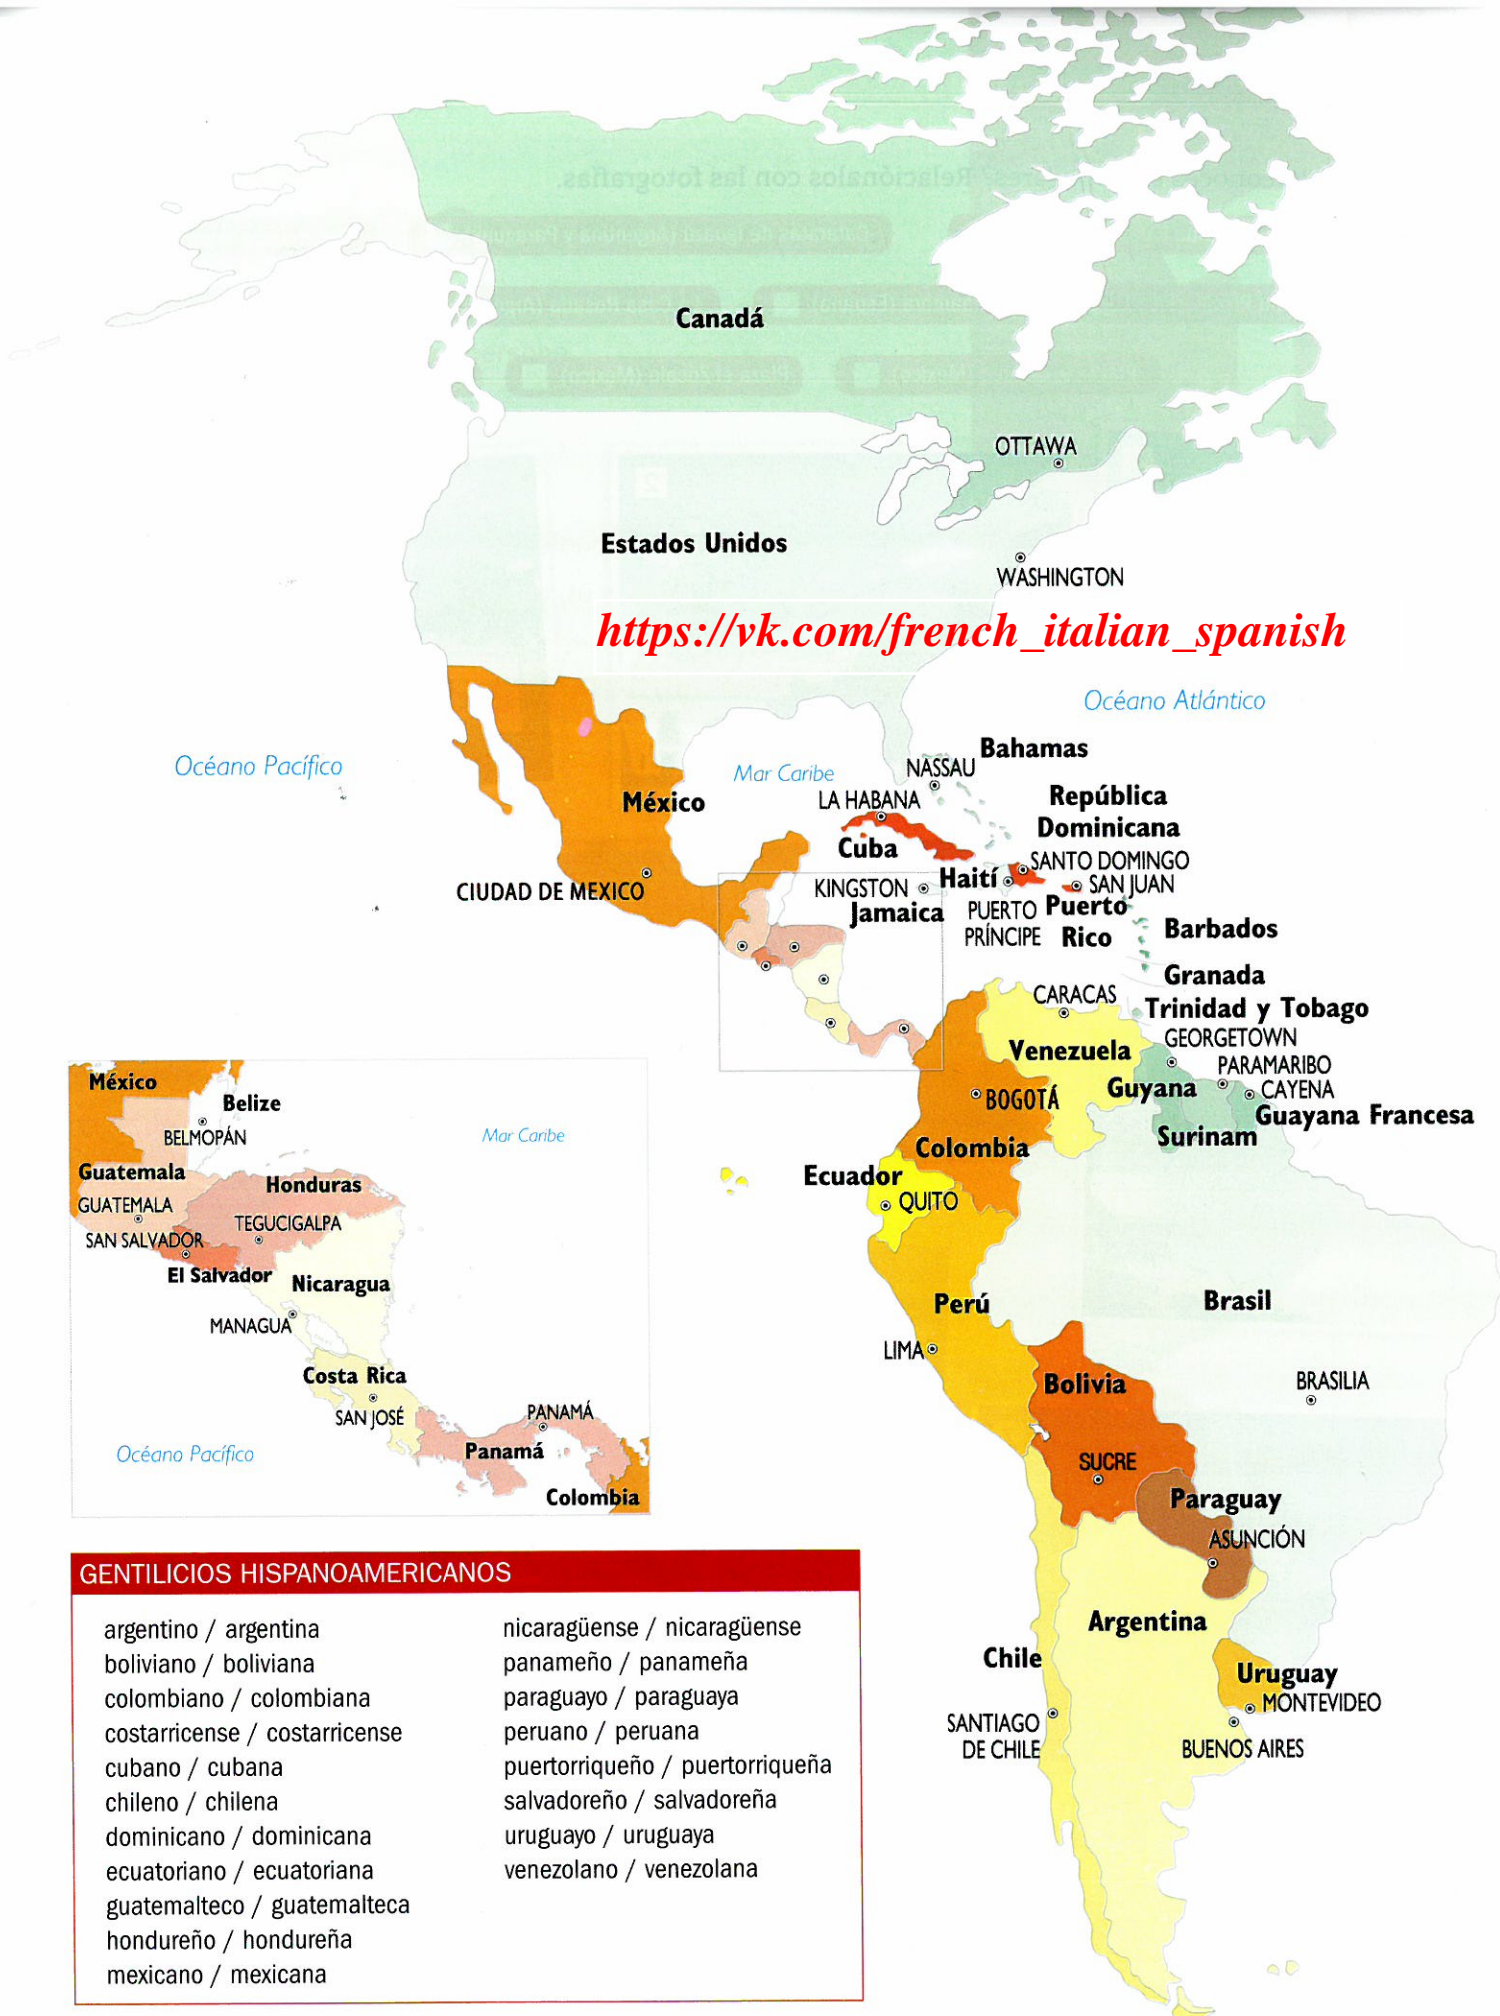 Canadá
OTTAWA
Estados Unidos
WASHINGTON
https://vk.com/french_italian_spanish
Océano Atlántico
Océano Pacífico
Mar Caribe
Bahamas
NASSAU
LA HABANA
México
República
Dominicana
Cuba
SANTO DOMINGO
CIUDAD DE MEXICO
KINGSTON
Haití
SAN JUAN
Jamaica
PUERTO
PRÍNCIPE
Puerto
Rico
Barbados
Granada
CARACAS
Trinidad y Tobago
GEORGETOWN
Venezuela
PARAMARIBO
Guyana
CAYENA
BOGOTÁ
Guayana Francesa
Surinam
Colombia
Ecuador
QUITO
Perú
Brasil
LIMA
Bolivia
BRASILIA
SUCRE
Paraguay
ASUNCIÓN
Argentina
Chile
Uruguay
MONTEVIDEO
SANTIAGO
DE CHILE
BUENOS AIRES
México
Belize
BELMOPÁN
Mar Caribe
Guatemala
Honduras
GUATEMALA
TEGUCIGALPA
SAN SALVADOR
El Salvador
Nicaragua
MANAGUA
Costa Rica
SAN JOSÉ
PANAMÁ
Océano Pacífico
Panamá
Colombia
GENTILICIOS HISPANOAMERICANOS
argentino / argentina
boliviano / boliviana
colombiano / colombiana
costarricense / costarricense
cubano / cubana
chileno / chilena
dominicano / dominicana
ecuatoriano / ecuatoriana
guatemalteco / guatemalteca
hondureño / hondureña
mexicano / mexicana
nicaragüense / nicaragüense
panameño / panameña
paraguayo / paraguaya
peruano / peruana
puertorriqueño / puertorriqueña
salvadoreño / salvadoreña
uruguayo / uruguaya
venezolano / venezolana